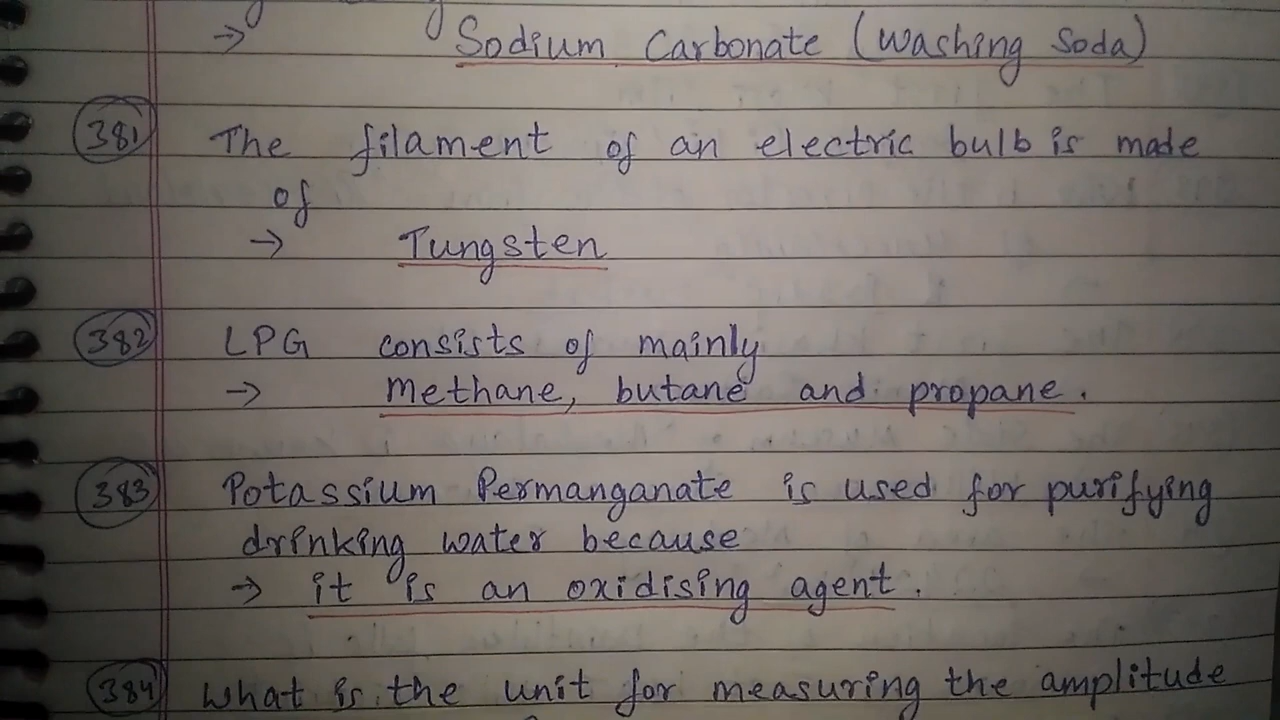 → Sodium Carbonate (Washing Soda)
381 The filament of an electric bulb is made
of
→ Tungsten
382 LPG consists of mainly
→ methane, butane and propane.
383 Potassium Permanganate is used for purifying
drinking water because
→ it is an oxidising agent.
384 What is the unit for measuring the amplitude